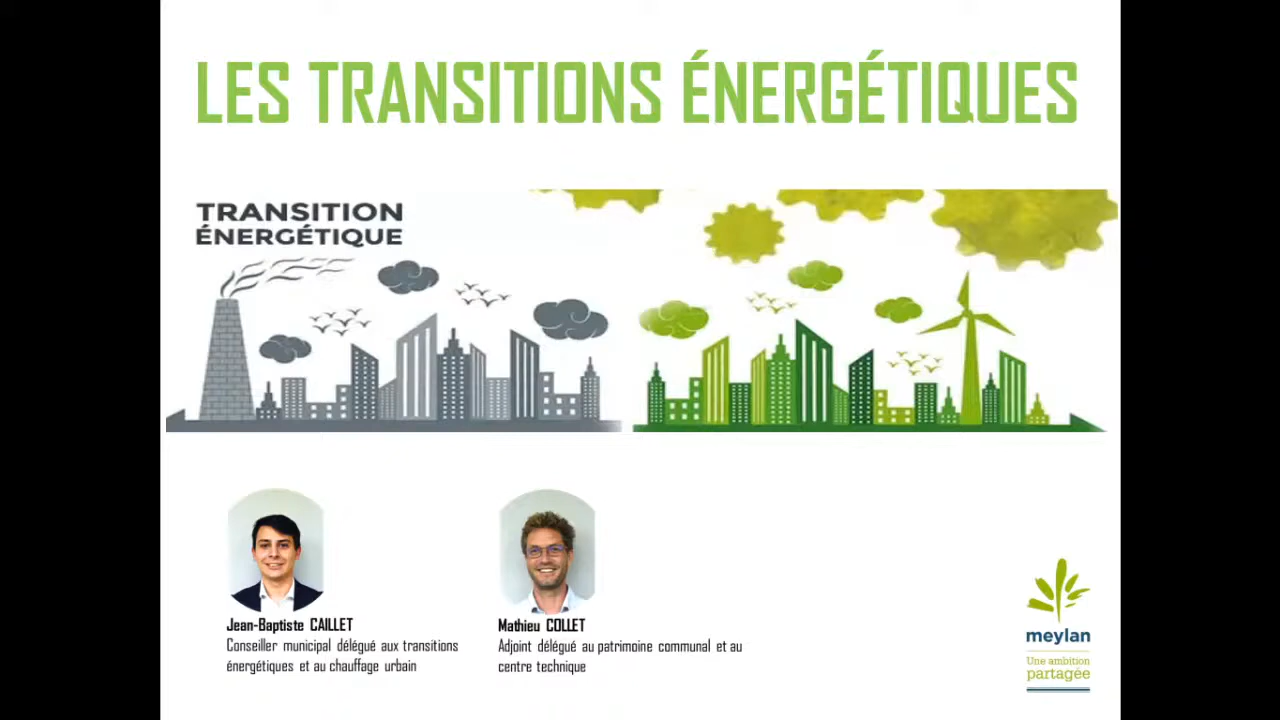 LES TRANSITIONS ÉNERGÉTIQUES
TRANSITION
ÉNERGÉTIQUE
Jean-Baptiste CAILLET
Conseiller municipal délégué aux transitions
énergétiques et au chauffage urbain
Mathieu COLLET
Adjoint délégué au patrimoine communal et au
centre technique
meylan
Une ambition
partagée